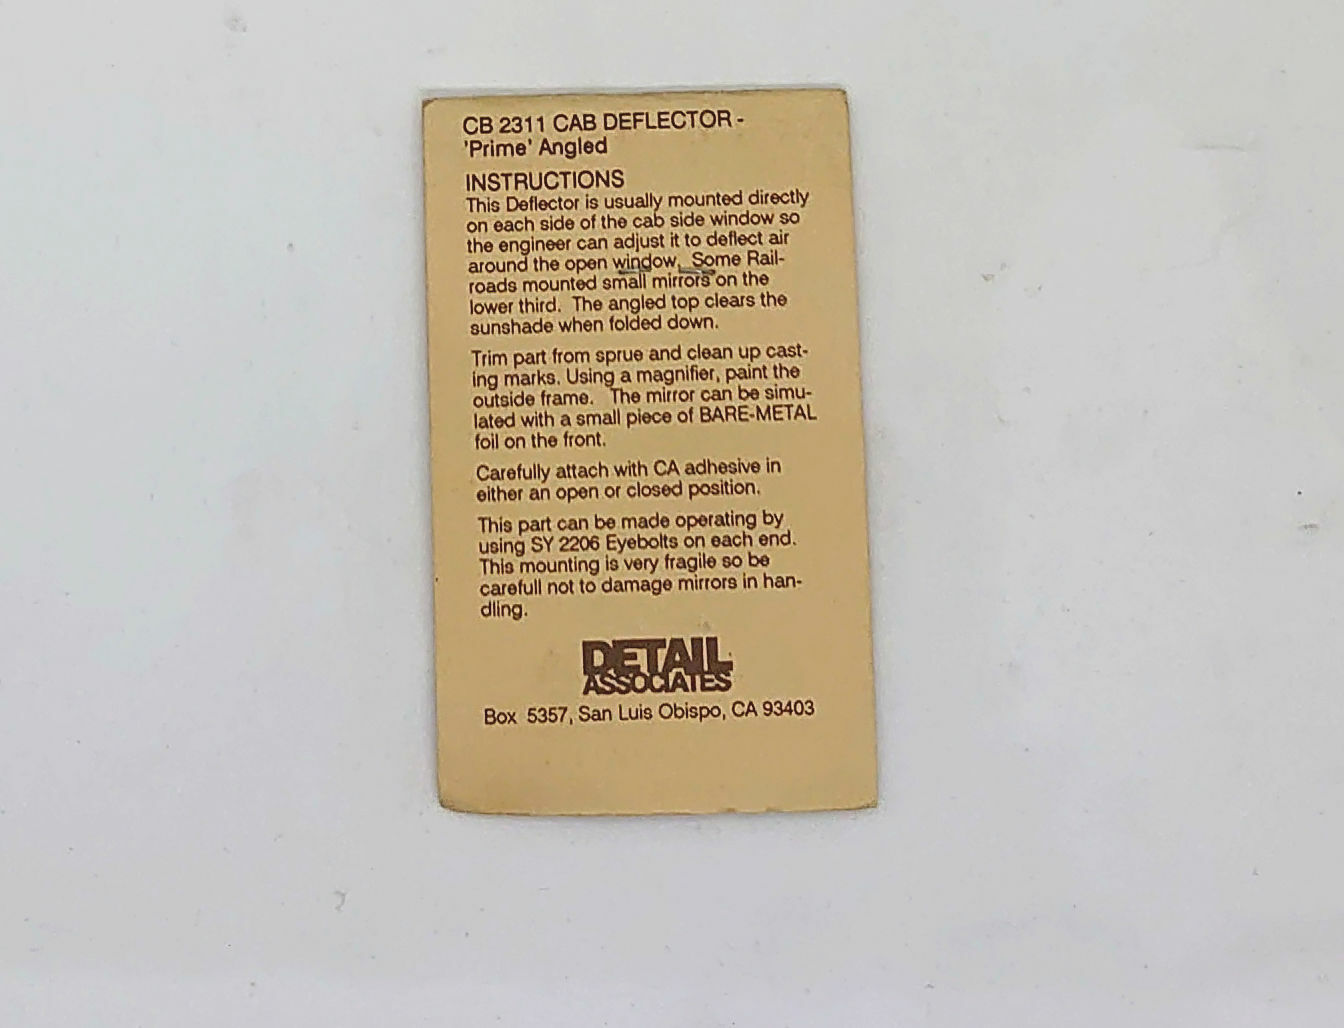 CB 2311 CAB DEFLECTOR -
'Prime' Angled
INSTRUCTIONS
This Deflector is usually mounted directly
on each side of the cab side window so
the engineer can adjust it to deflect air
around the open window. Some Rail-
roads mounted small mirrors on the
lower third. The angled top clears the
sunshade when folded down.
Trim part from sprue and clean up cast-
ing marks. Using a magnifier, paint the
outside frame. The mirror can be simu-
lated with a small piece of BARE-METAL
foil on the front.
Carefully attach with CA adhesive in
either an open or closed position.
This part can be made operating by
using SY 2206 Eyebolts on each end.
This mounting is very fragile so be
carefull not to damage mirrors in han-
dling.
DETAIL
ASSOCIATES
Box 5357, San Luis Obispo, CA 93403